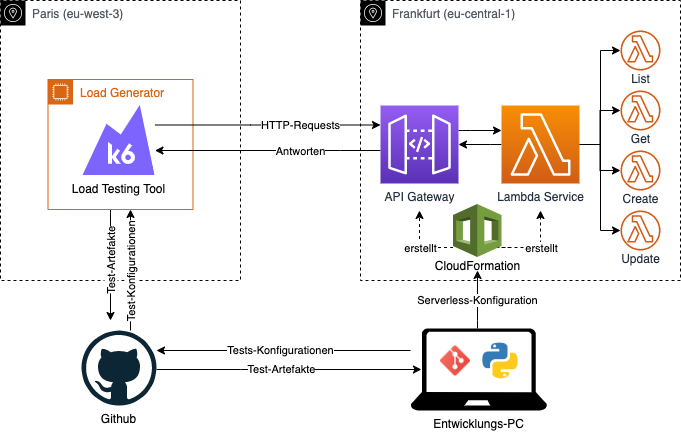 Paris (eu-west-3)
Frankfurt (eu-central-1)
Load Generator
k6
Load Testing Tool
HTTP-Requests
Antworten
</>
API Gateway
Lambda Service
List
Get
Create
Update
erstellt
erstellt
CloudFormation
Test-Artefakte
Test-Konfigurationen
Serverless-Konfiguration
Tests-Konfigurationen
Test-Artefakte
Github
Entwicklungs-PC